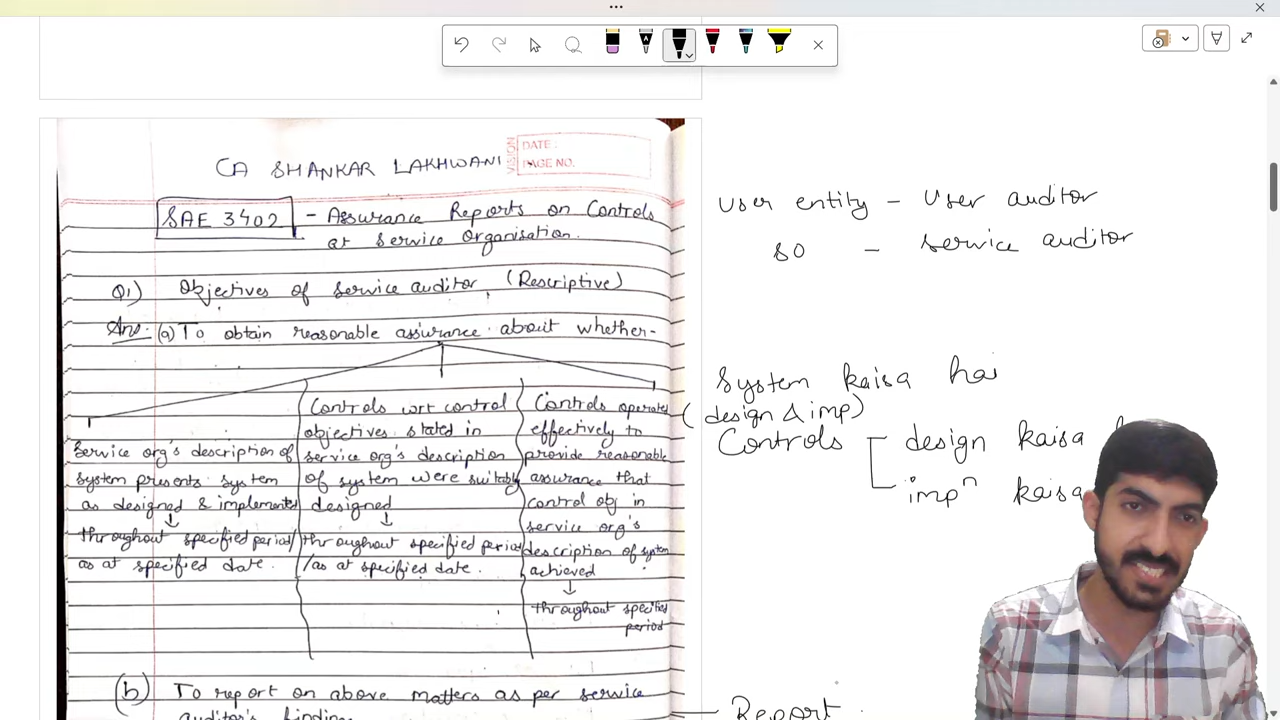 CA SHANKAR LAKHWANI
VISION
DATE :
PAGE NO.
SAE 3402 - Assurance Reports on Controls
at Service Organisation.
Q1) Objectives of service auditor (Rescriptive)
Ans:- (a) To obtain reasonable assurance about whether-
Service org's description of
system presents system
as designed & implemented
↓
throughout specified period/
as at specified date.
Controls wrt control
objectives stated in
service org's description
of system were suitably
designed
↓
throughout specified period
/as at specified date.
Controls operated
effectively to
provide reasonable
assurance that
control obj in
service org's
description of system
achieved
↓
throughout specified
period
(b) To report on above matters as per service
auditor's finding
User entity - User auditor
SO - service auditor
System kaisa hai
(design & imp)
Controls design kaisa
impⁿ kaisa
Report